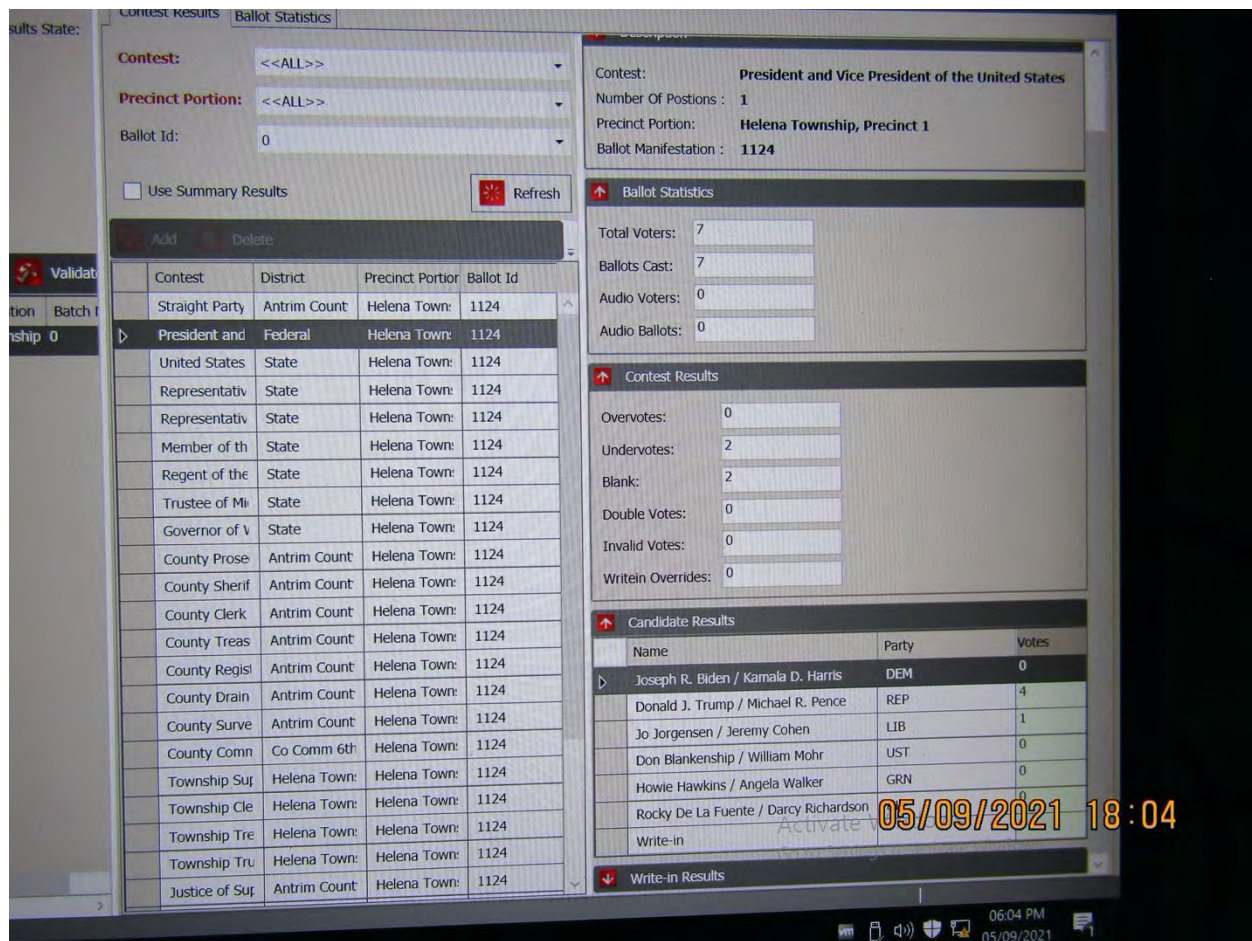 sults State:
Contest Results Ballot Statistics
Contest: <<ALL>>
Precinct Portion: <<ALL>>
Ballot Id: 0
Use Summary Results Refresh
Add Delete
Validat
tion Batch
nship 0
Contest District Precinct Portior Ballot Id
Straight Party Antrim Count Helena Town: 1124
President and Federal Helena Town: 1124
United States State Helena Town: 1124
Representativ State Helena Town: 1124
Representativ State Helena Town: 1124
Member of th State Helena Town: 1124
Regent of the State Helena Town: 1124
Trustee of Mi State Helena Town: 1124
Governor of State Helena Town: 1124
County Prose Antrim Count Helena Town: 1124
County Sherif Antrim Count Helena Town: 1124
County Clerk Antrim Count Helena Town: 1124
County Treas Antrim Count Helena Town: 1124
County Regist Antrim Count Helena Town: 1124
County Drain Antrim Count Helena Town: 1124
County Surve Antrim Count Helena Town: 1124
County Comn Co Comm 6th Helena Town: 1124
Township Sup Helena Town: Helena Town: 1124
Township Cle Helena Town: Helena Town: 1124
Township Tre Helena Town: Helena Town: 1124
Township Tru Helena Town: Helena Town: 1124
Justice of Sup Antrim Count Helena Town: 1124
Description
Contest: President and Vice President of the United States
Number Of Postions : 1
Precinct Portion: Helena Township, Precinct 1
Ballot Manifestation : 1124
Ballot Statistics
Total Voters: 7
Ballots Cast: 7
Audio Voters: 0
Audio Ballots: 0
Contest Results
Overvotes: 0
Undervotes: 2
Blank: 2
Double Votes: 0
Invalid Votes: 0
Writein Overrides: 0
Candidate Results
Name Party Votes
Joseph R. Biden / Kamala D. Harris DEM 0
Donald J. Trump / Michael R. Pence REP 4
Jo Jorgensen / Jeremy Cohen LIB 1
Don Blankenship / William Mohr UST 0
Howie Hawkins / Angela Walker GRN 0
Rocky De La Fuente / Darcy Richardson 0
Write-in
Activate
05/09/2021 18:04
Write-in Results
vm 06:04 PM
05/09/2021
1